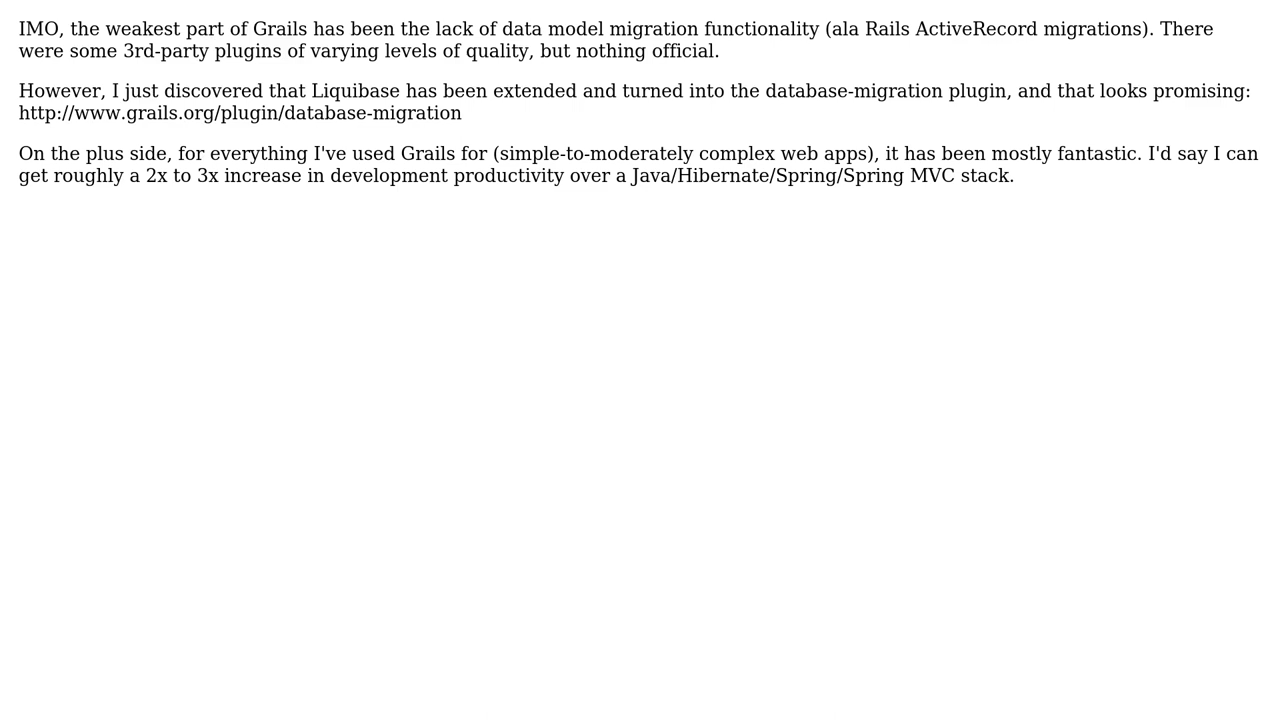 IMO, the weakest part of Grails has been the lack of data model migration functionality (ala Rails ActiveRecord migrations). There
were some 3rd-party plugins of varying levels of quality, but nothing official.
However, I just discovered that Liquibase has been extended and turned into the database-migration plugin, and that looks promising:
http://www.grails.org/plugin/database-migration
On the plus side, for everything I've used Grails for (simple-to-moderately complex web apps), it has been mostly fantastic. I'd say I can
get roughly a 2x to 3x increase in development productivity over a Java/Hibernate/Spring/Spring MVC stack.